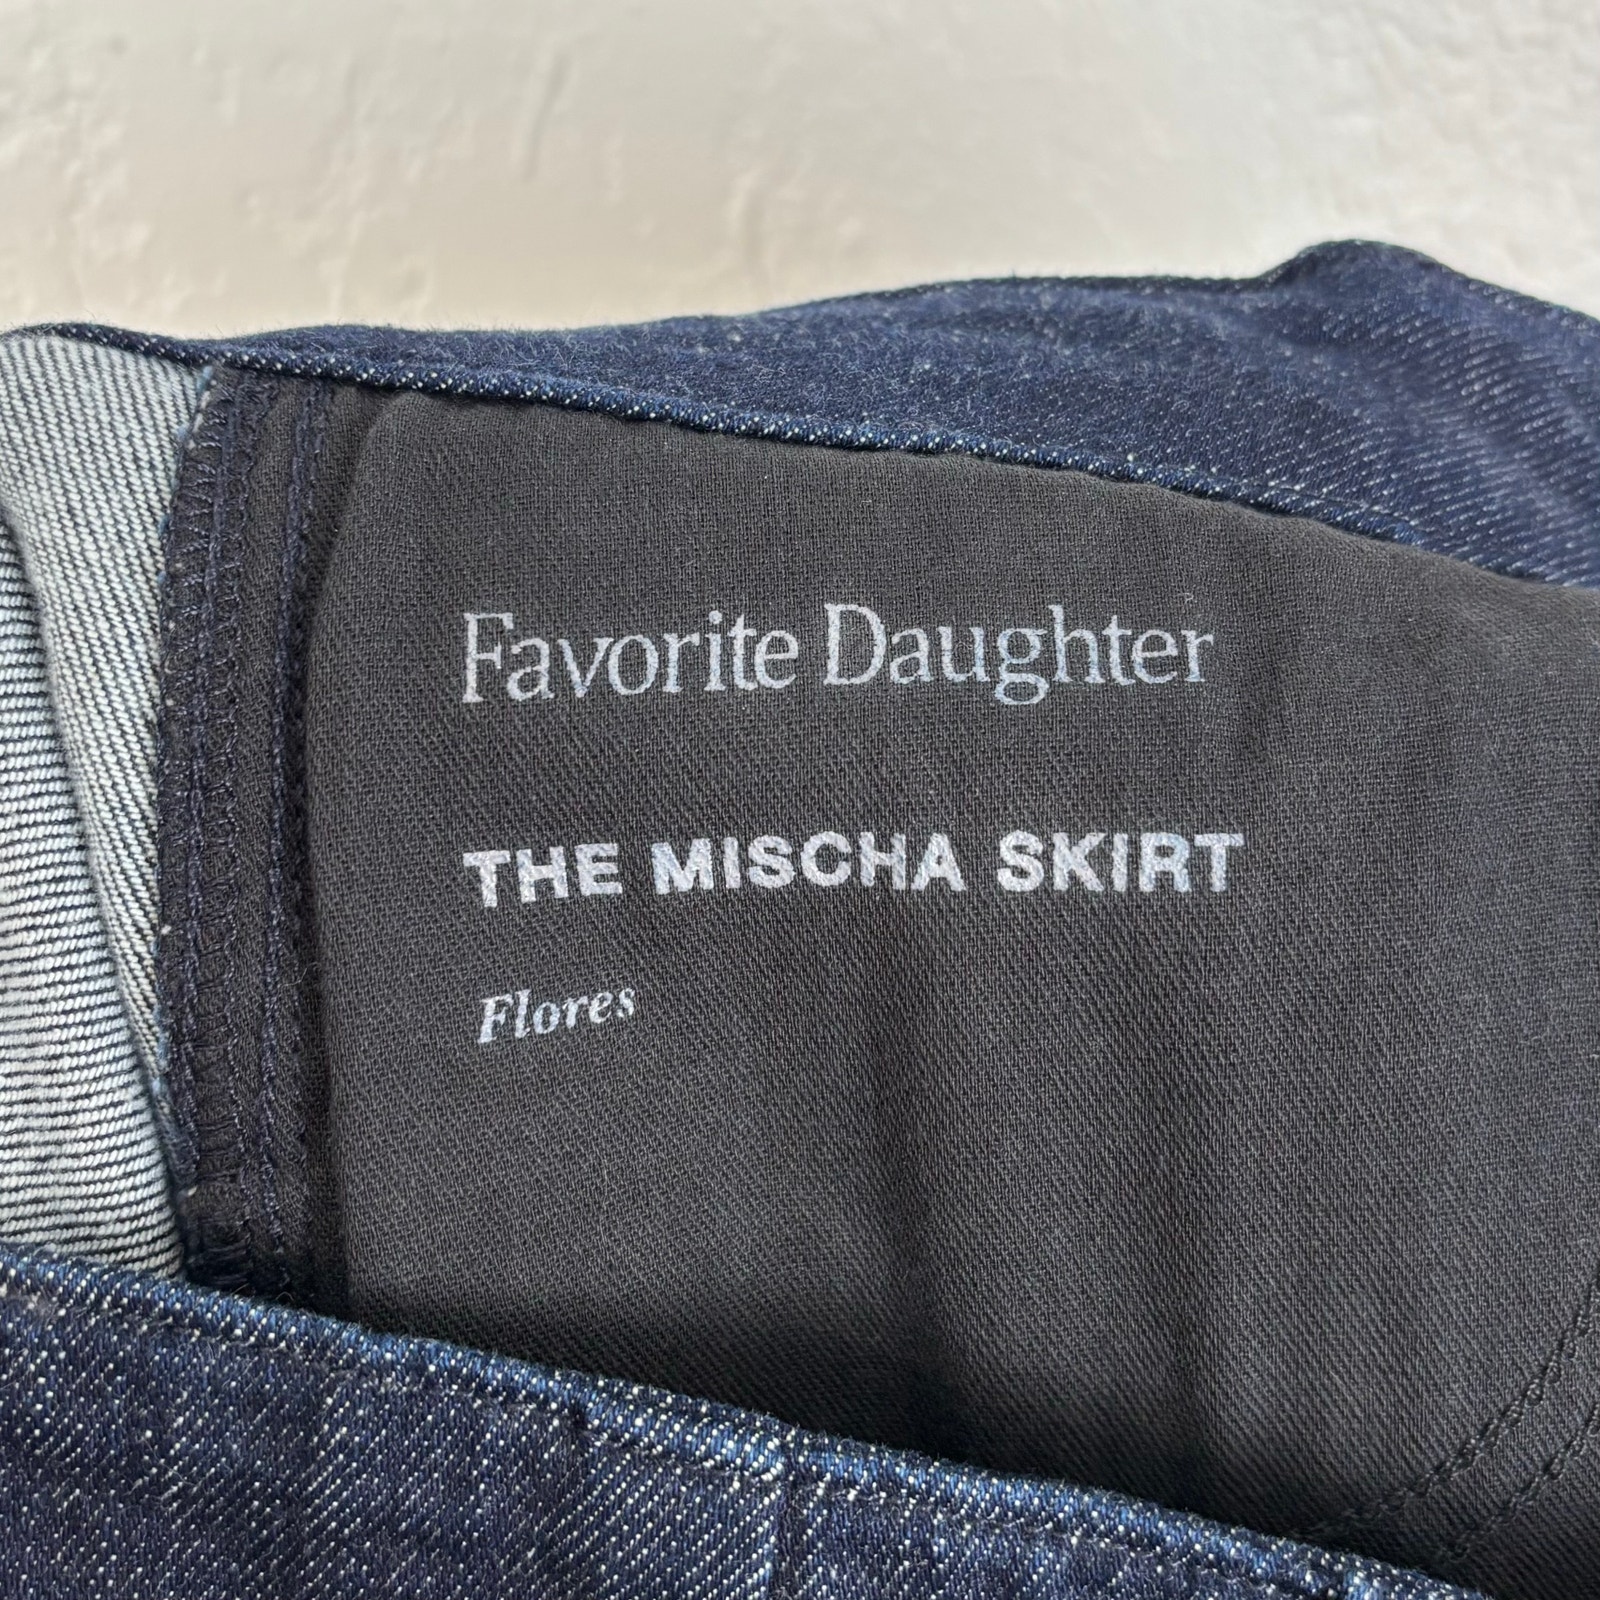 Favorite Daughter
THE MISCHA SKIRT
Flores